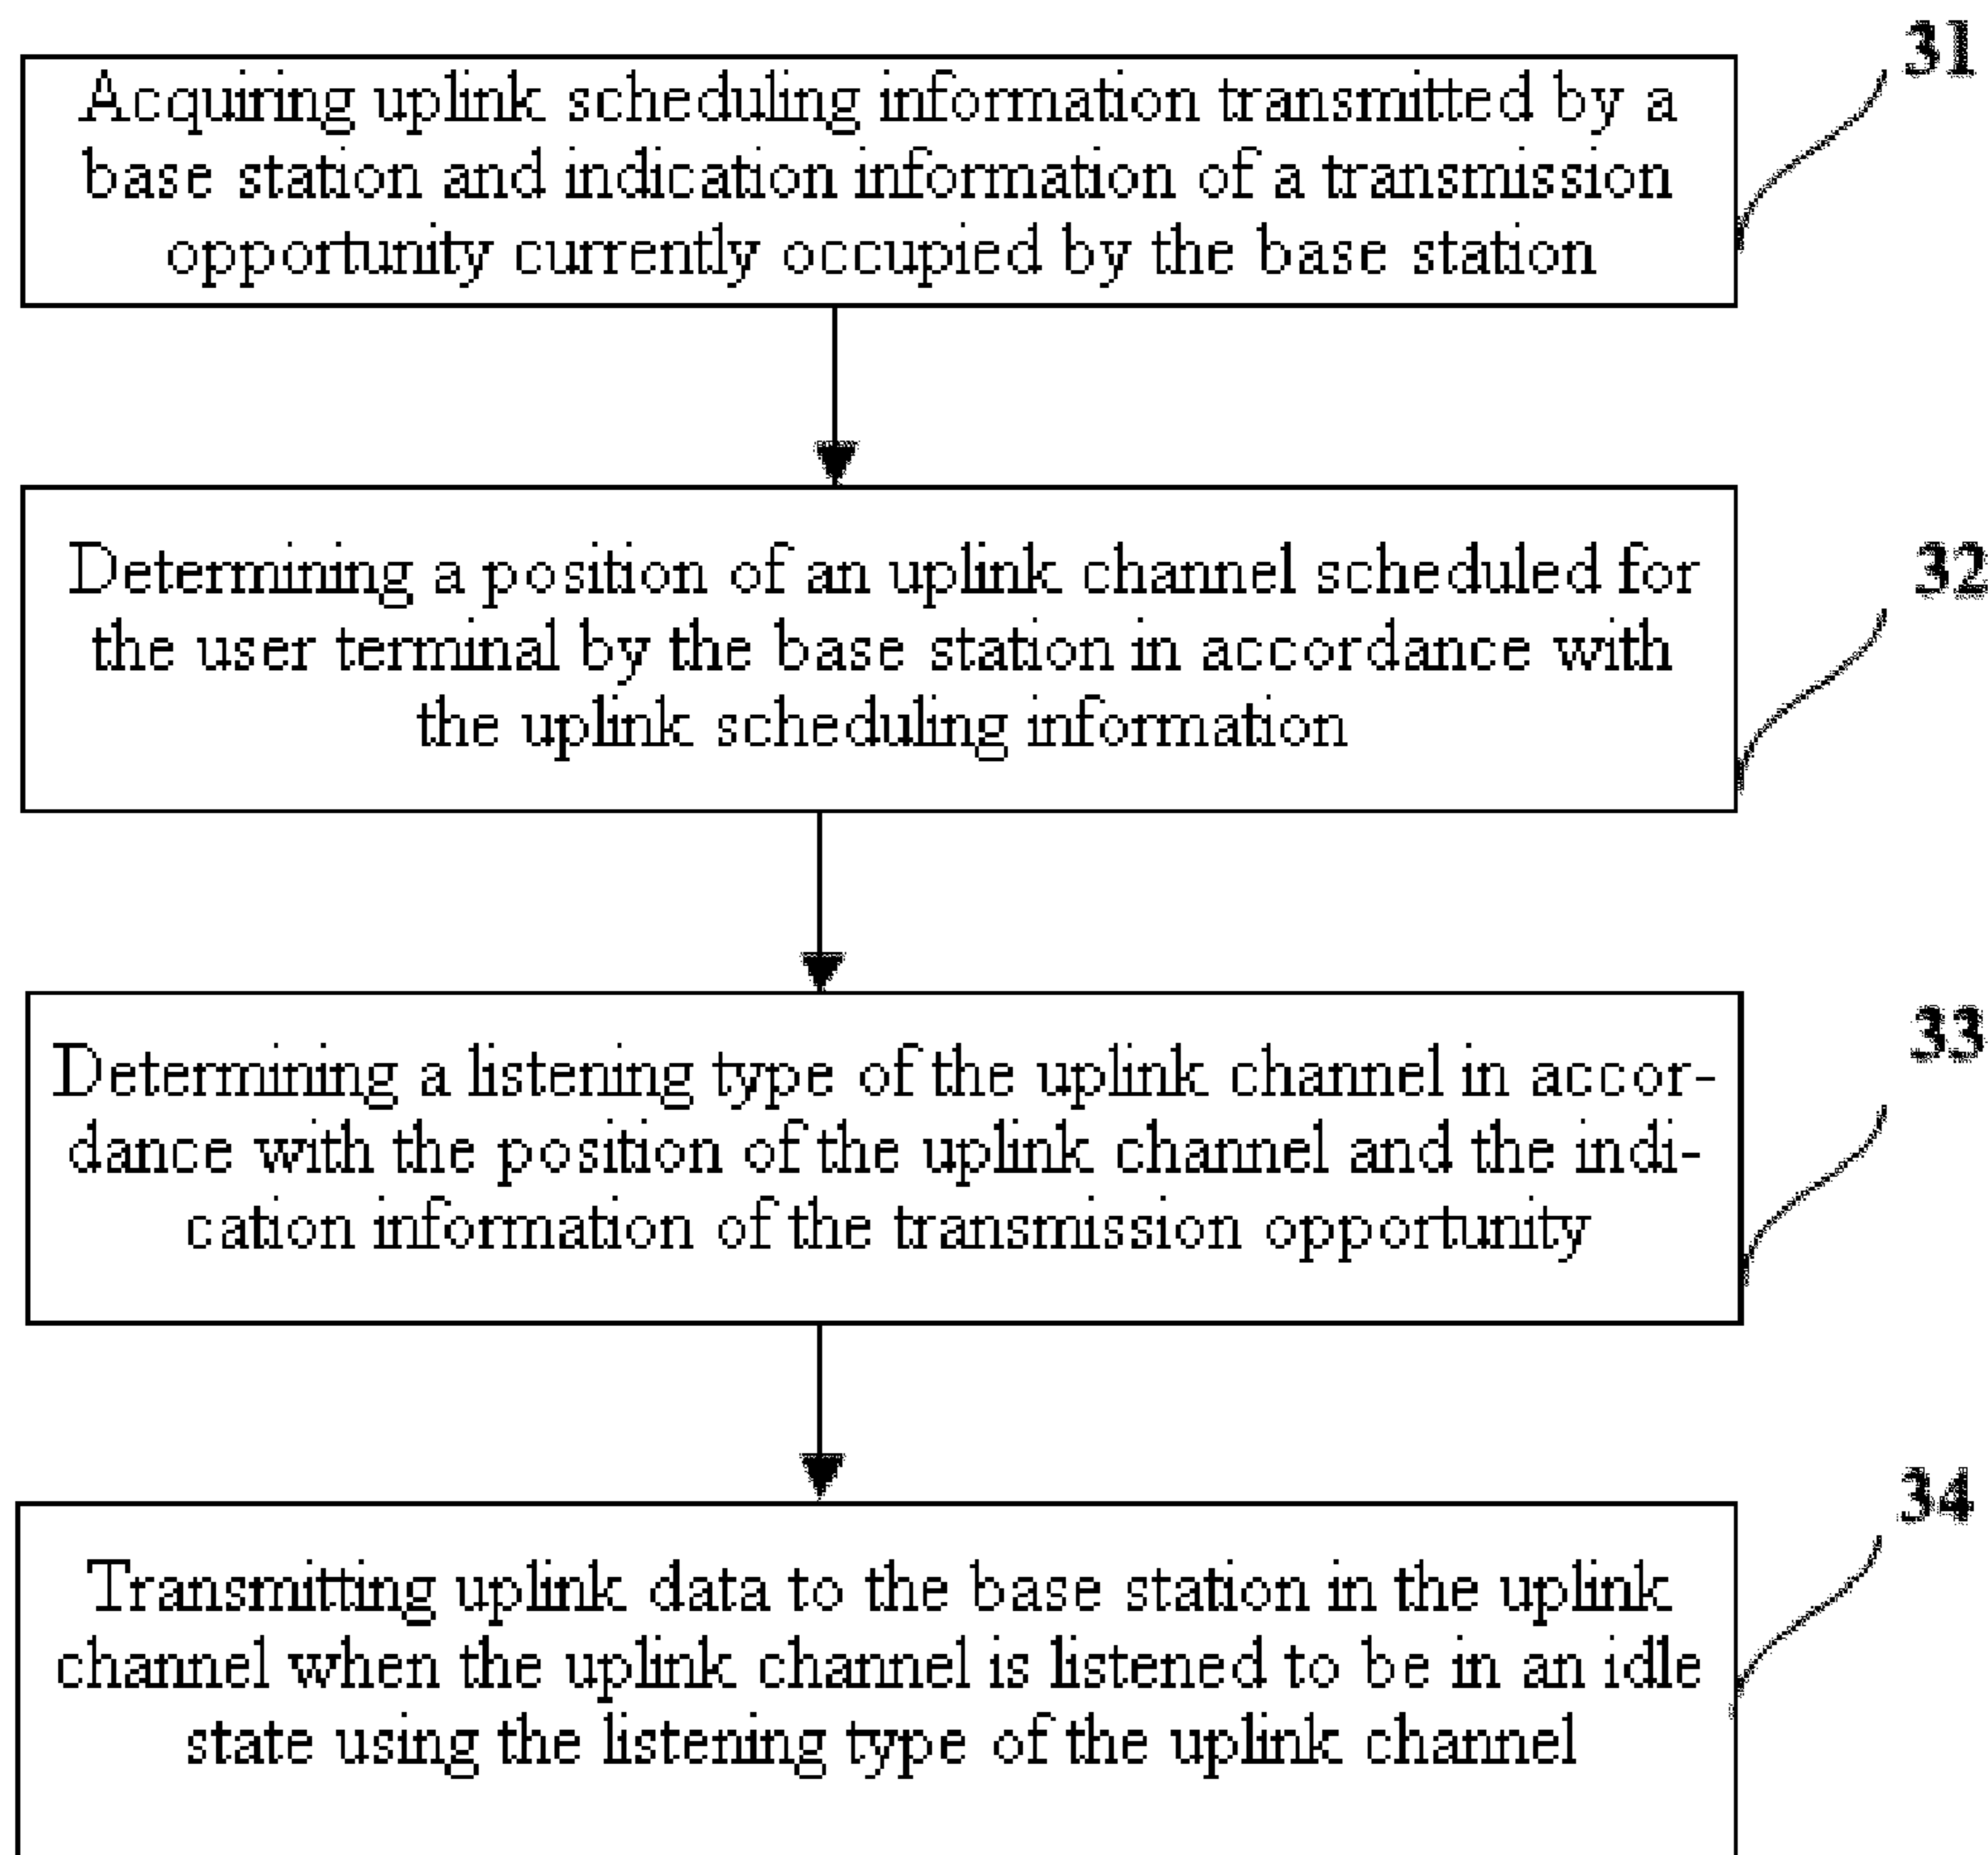 31
Acquiring uplink scheduling information transmitted by a
base station and indication information of a transmission
opportunity currently occupied by the base station
32
Determining a position of an uplink channel scheduled for
the user terminal by the base station in accordance with
the uplink scheduling information
33
Determining a listening type of the uplink channel in accor-
dance with the position of the uplink channel and the indi-
cation information of the transmission opportunity
34
Transmitting uplink data to the base station in the uplink
channel when the uplink channel is listened to be in an idle
state using the listening type of the uplink channel